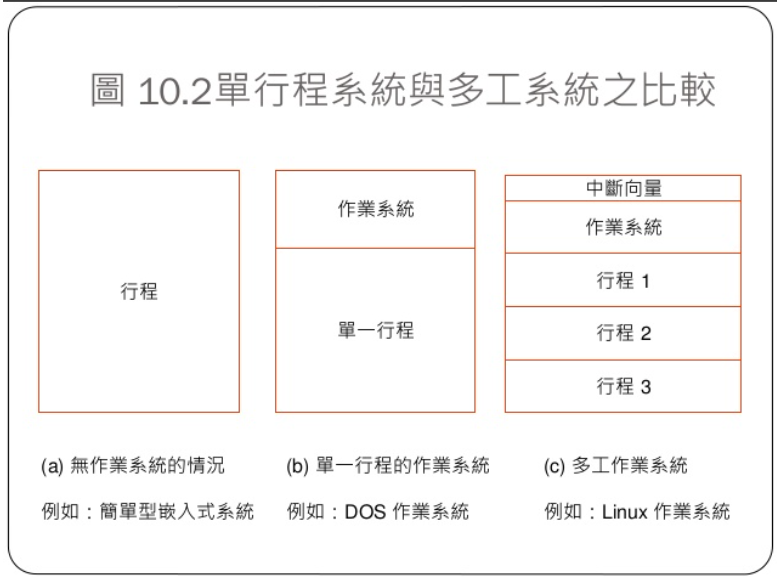 圖 10.2單行程系統與多工系統之比較
行程
作業系統
單一行程
中斷向量
作業系統
行程 1
行程 2
行程 3
(a) 無作業系統的情況
例如：簡單型嵌入式系統
(b) 單一行程的作業系統
例如：DOS 作業系統
(c) 多工作業系統
例如：Linux 作業系統